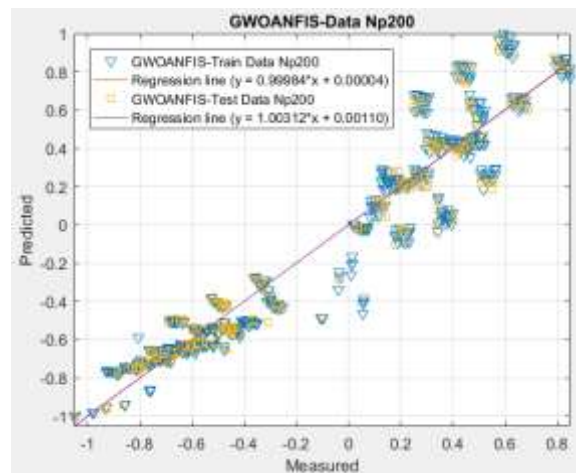 GWOANFIS-Data Np200
GWOANFIS-Train Data Np200
Regression line (y = 0.99984*x + 0.00004)
GWOANFIS-Test Data Np200
Regression line (y = 1.00312*x + 0.00110)
Predicted
1
0.8
0.6
0.4
0.2
0
-0.2
-0.4
-0.6
-0.8
-1
-1 -0.8 -0.6 -0.4 -0.2 0 0.2 0.4 0.6 0.8
Measured